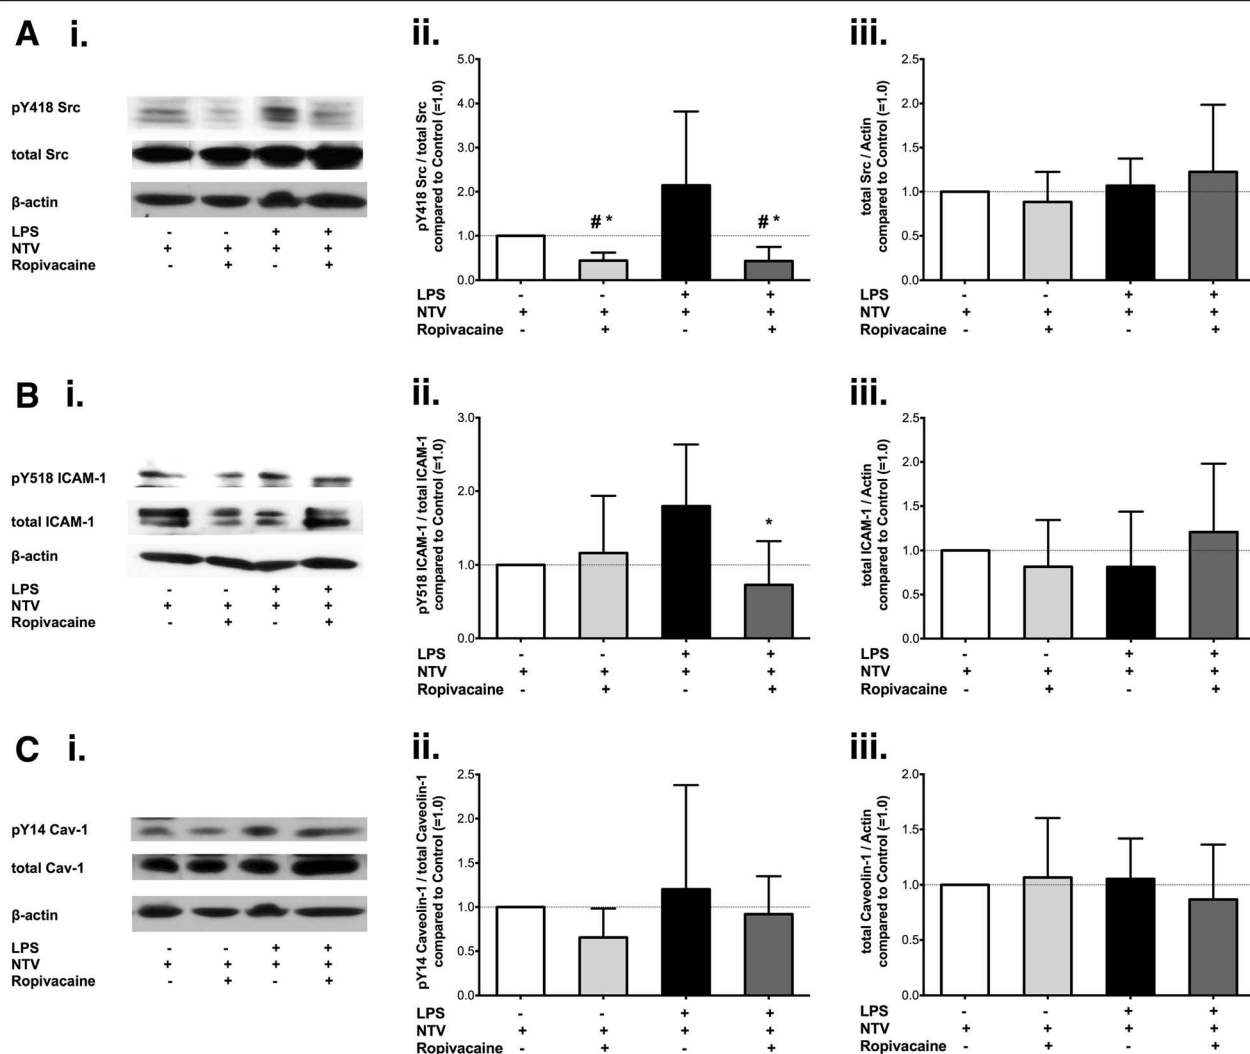 A i.
pY418 Src
total Src
β-actin
LPS - - + +
NTV + + + +
Ropivacaine - + - +
ii.
pY418 Src / total Src
compared to Control (=1.0)
5.0
4.0
3.0
2.0
1.0
0.0
# *
# *
LPS - - + +
NTV + + + +
Ropivacaine - + - +
iii.
total Src / Actin
compared to Control (=1.0)
2.5
2.0
1.5
1.0
0.5
0.0
LPS - - + +
NTV + + + +
Ropivacaine - + - +
B i.
pY518 ICAM-1
total ICAM-1
β-actin
LPS - - + +
NTV + + + +
Ropivacaine - + - +
ii.
pY518 ICAM-1 / total ICAM-1
compared to Control (=1.0)
3.0
2.0
1.0
0.0
*
LPS - - + +
NTV + + + +
Ropivacaine - + - +
iii.
total ICAM-1 / Actin
compared to Control (=1.0)
2.5
2.0
1.5
1.0
0.5
0.0
LPS - - + +
NTV + + + +
Ropivacaine - + - +
C i.
pY14 Cav-1
total Cav-1
β-actin
LPS - - + +
NTV + + + +
Ropivacaine - + - +
ii.
pY14 Caveolin-1 / total Caveolin-1
compared to Control (=1.0)
2.5
2.0
1.5
1.0
0.5
0.0
LPS - - + +
NTV + + + +
Ropivacaine - + - +
iii.
total Caveolin-1 / Actin
compared to Control (=1.0)
2.0
1.5
1.0
0.5
0.0
LPS - - + +
NTV + + + +
Ropivacaine - + - +